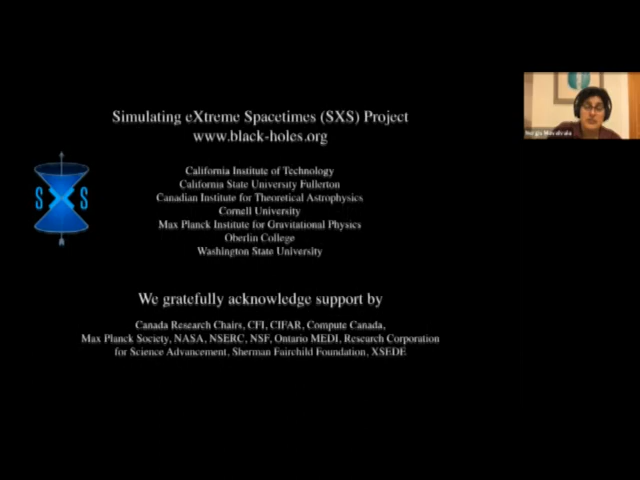 Simulating eXtreme Spacetimes (SXS) Project
www.black-holes.org
SXS
California Institute of Technology
California State University Fullerton
Canadian Institute for Theoretical Astrophysics
Cornell University
Max Planck Institute for Gravitational Physics
Oberlin College
Washington State University
We gratefully acknowledge support by
Canada Research Chairs, CFI, CIFAR, Compute Canada,
Max Planck Society, NASA, NSERC, NSF, Ontario MEDI, Research Corporation
for Science Advancement, Sherman Fairchild Foundation, XSEDE
Nergis Mavalvala